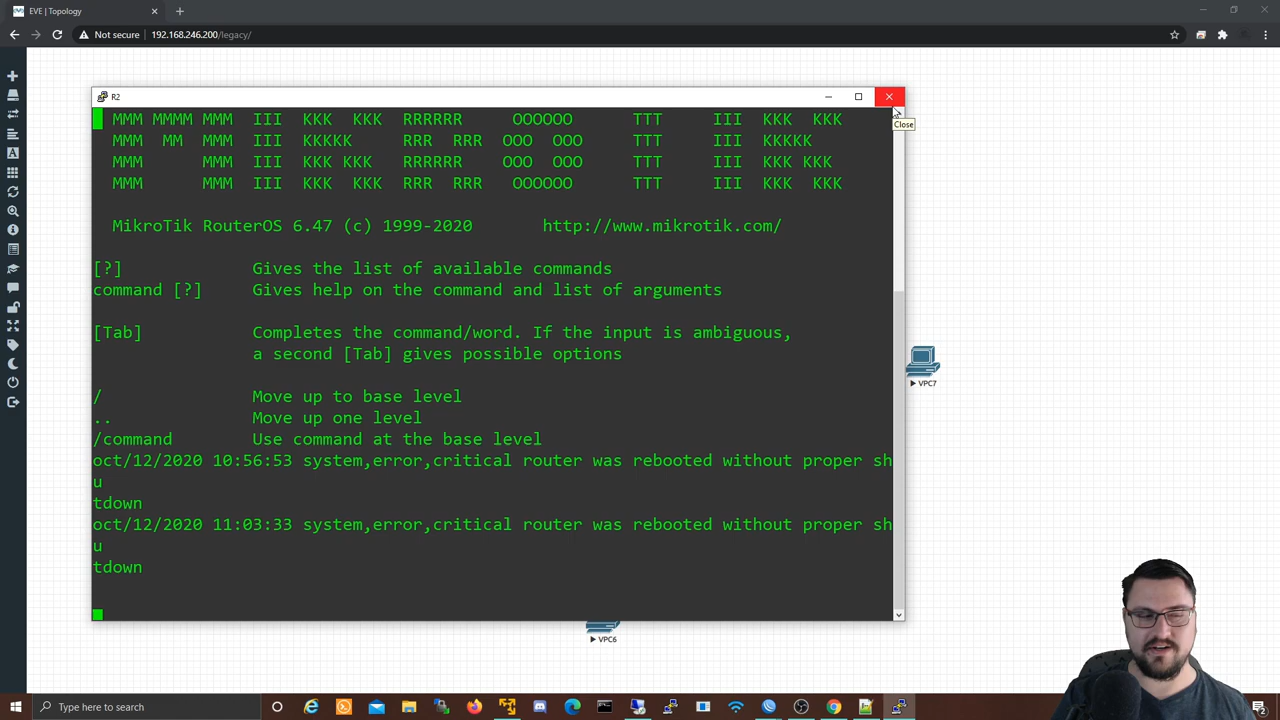 EVE | Topology
Not secure 192.168.246.200/legacy/
R2
Close
MMM MMMM MMM III KKK KKK RRRRRR OOOOOO TTT III KKK KKK
MMM MM MMM III KKKKK RRR RRR OOO OOO TTT III KKKKK
MMM MMM III KKK KKK RRRRRR OOO OOO TTT III KKK KKK
MMM MMM III KKK KKK RRR RRR OOOOOO TTT III KKK KKK
MikroTik RouterOS 6.47 (c) 1999-2020 http://www.mikrotik.com/
[?] Gives the list of available commands
command [?] Gives help on the command and list of arguments
[Tab] Completes the command/word. If the input is ambiguous,
a second [Tab] gives possible options
/ Move up to base level
.. Move up one level
/command Use command at the base level
oct/12/2020 10:56:53 system,error,critical router was rebooted without proper sh
u
tdown
oct/12/2020 11:03:33 system,error,critical router was rebooted without proper sh
u
tdown
VPC7
VPC6
Type here to search
2